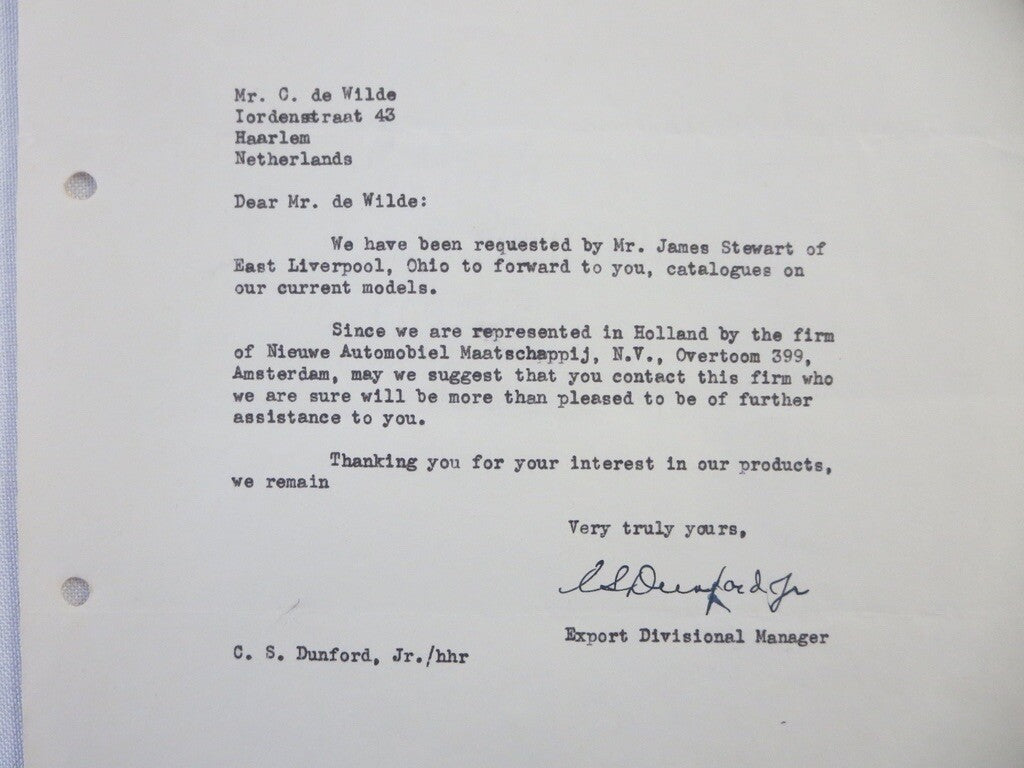 Mr. C. de Wilde
Iordenstraat 43
Haarlem
Netherlands
Dear Mr. de Wilde:
We have been requested by Mr. James Stewart of
East Liverpool, Ohio to forward to you, catalogues on
our current models.
Since we are represented in Holland by the firm
of Nieuwe Automobiel Maatschappij, N.V., Overtoom 399,
Amsterdam, may we suggest that you contact this firm who
we are sure will be more than pleased to be of further
assistance to you.
Thanking you for your interest in our products,
we remain
Very truly yours,
C S Dunford Jr
Export Divisional Manager
C. S. Dunford, Jr./hhr